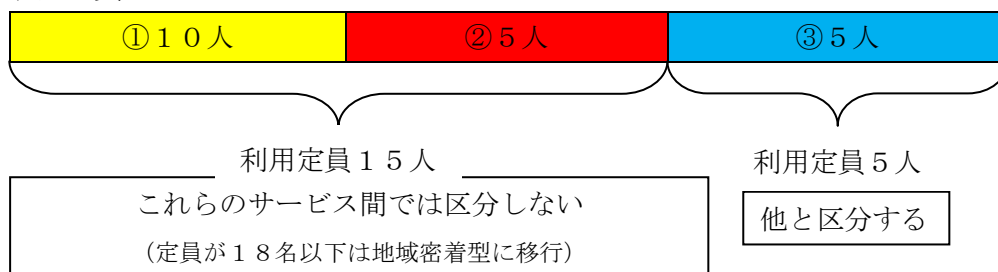 ①１０人 ②５人 ③５人
利用定員１５人 利用定員５人
これらのサービス間では区分しない
（定員が１８名以下は地域密着型に移行）
他と区分する